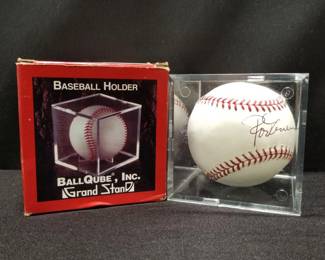 BASEBALL HOLDER
BALLQUBE®, INC.
Grand Stand